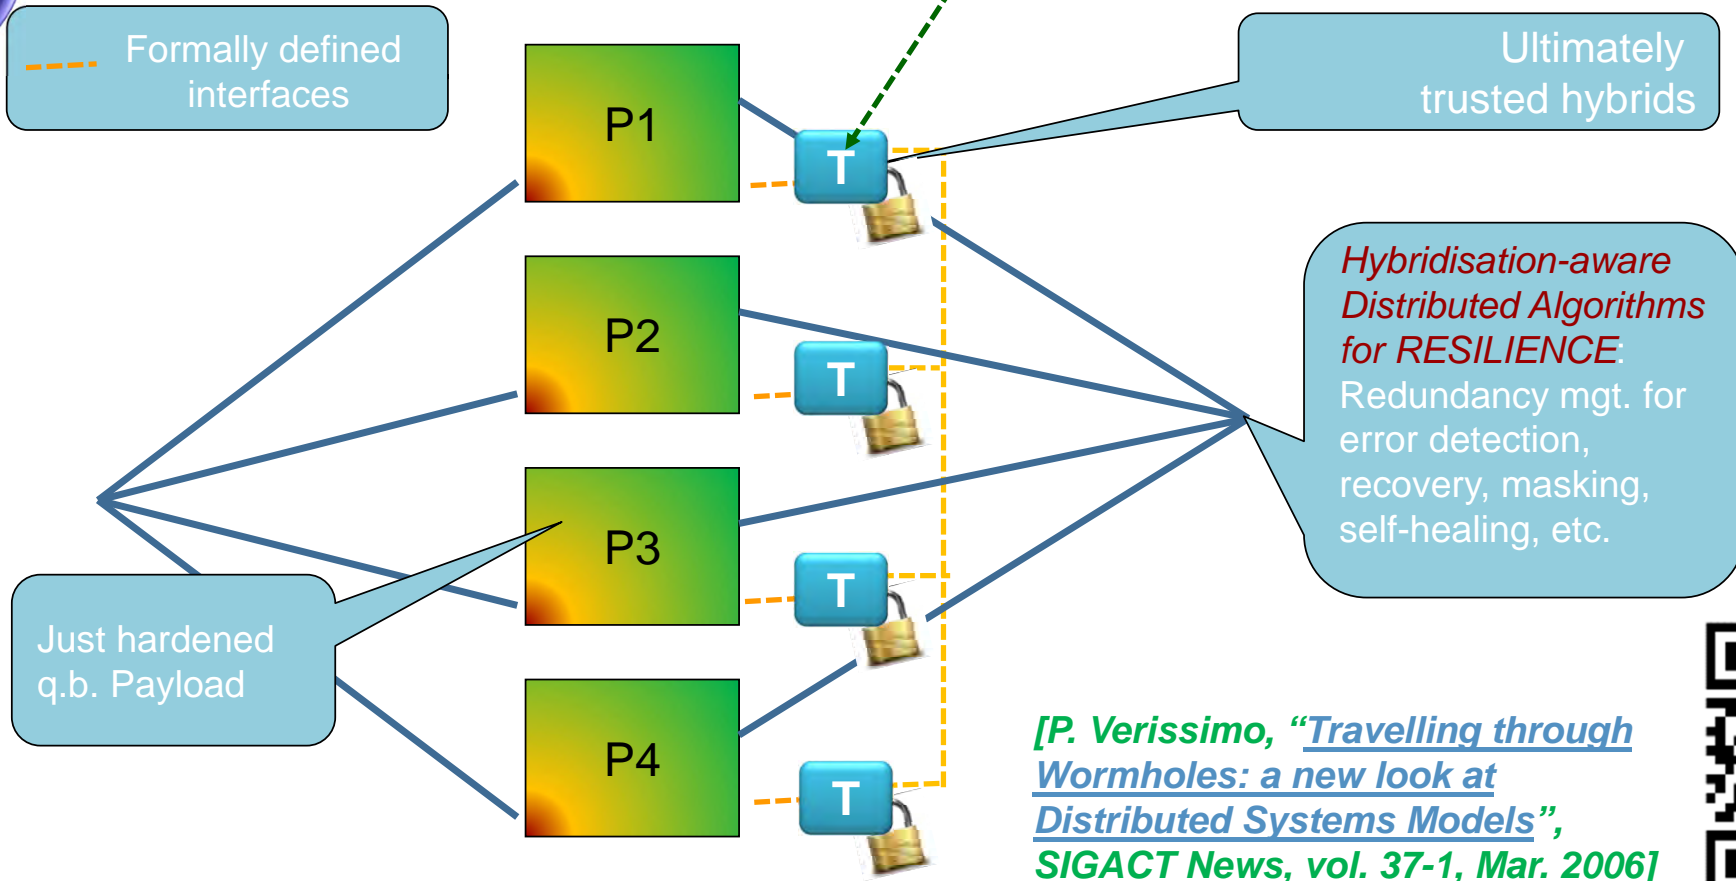 Formally defined
interfaces
Ultimately
trusted hybrids
P1
T
P2
T
P3
T
P4
T
Hybridisation-aware
Distributed Algorithms
for RESILIENCE:
Redundancy mgt. for
error detection,
recovery, masking,
self-healing, etc.
Just hardened
q.b. Payload
[P. Verissimo, “Travelling through
Wormholes: a new look at
Distributed Systems Models”,
SIGACT News, vol. 37-1, Mar. 2006]